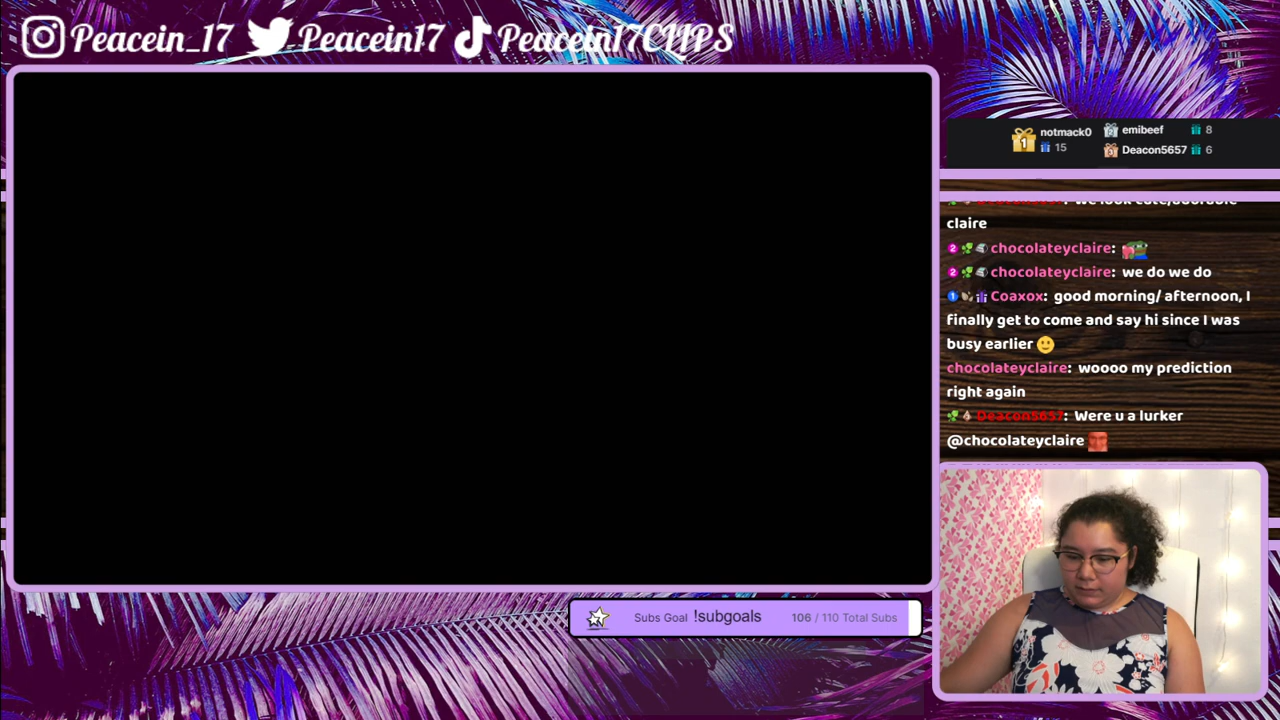 Peacein_17 Peacein17 Peacein17ClIPS
notmack0
15
emibeef 8
Deacon5657 6
claire
chocolateyclaire:
chocolateyclaire: we do we do
Coaxox: good morning/ afternoon, I
finally get to come and say hi since I was
busy earlier
chocolateyclaire: woooo my prediction
right again
Deacon5657: Were u a lurker
@chocolateyclaire
Subs Goal !subgoals 106 / 110 Total Subs